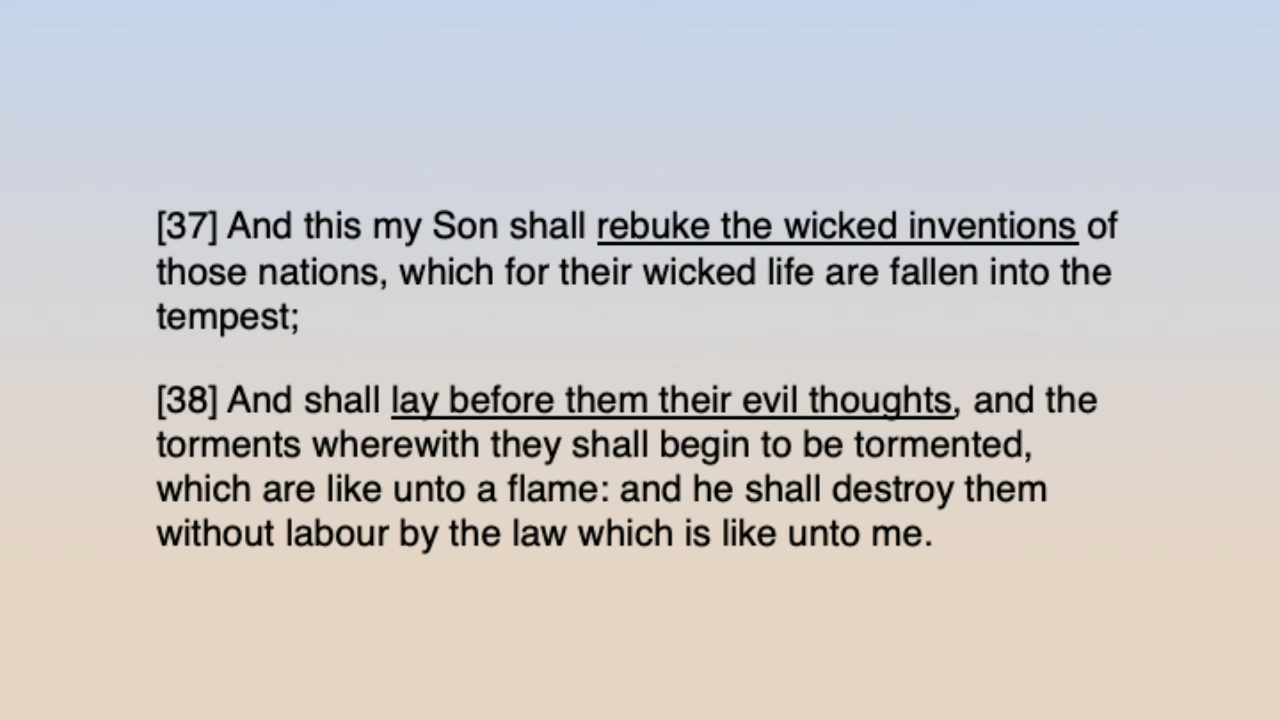 [37] And this my Son shall rebuke the wicked inventions of
those nations, which for their wicked life are fallen into the
tempest;
[38] And shall lay before them their evil thoughts, and the
torments wherewith they shall begin to be tormented,
which are like unto a flame: and he shall destroy them
without labour by the law which is like unto me.